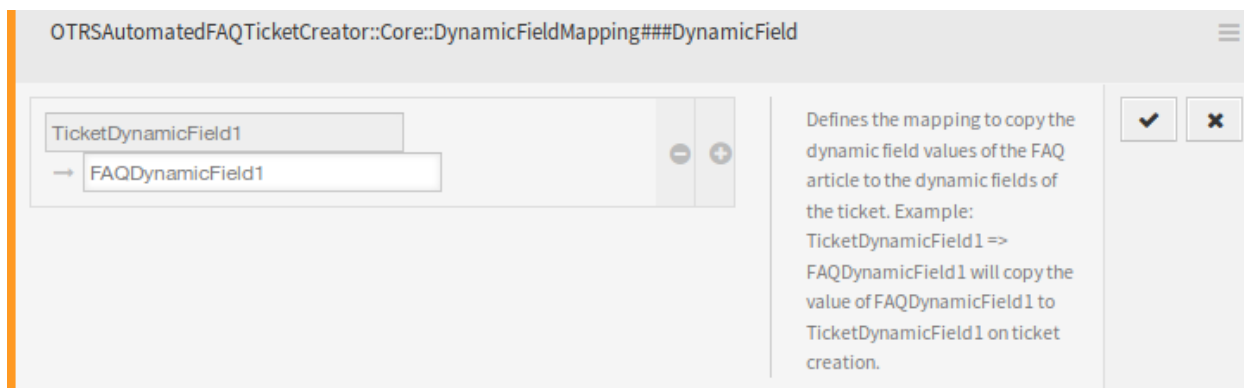 OTRSAutomatedFAQTicketCreator::Core::DynamicFieldMapping###DynamicField
TicketDynamicField1
→ FAQDynamicField1
Defines the mapping to copy the
dynamic field values of the FAQ
article to the dynamic fields of
the ticket. Example:
TicketDynamicField1 =>
FAQDynamicField1 will copy the
value of FAQDynamicField1 to
TicketDynamicField1 on ticket
creation.